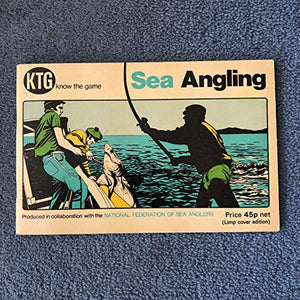 KTG know the game
Sea Angling
Produced in collaboration with the NATIONAL FEDERATION OF SEA ANGLERS
Price 45p net
(Limp cover edition)